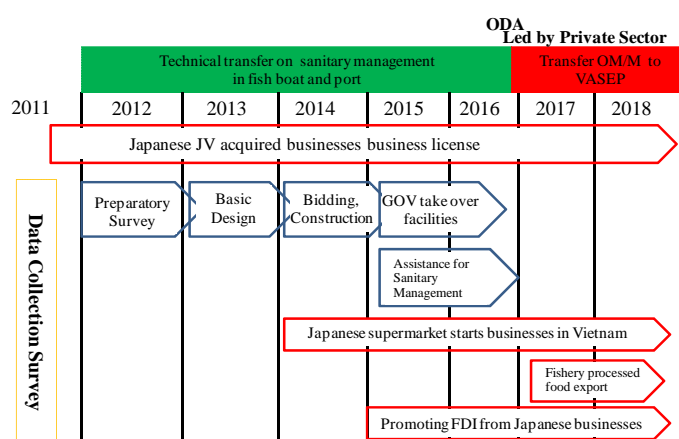 ODA
Led by Private Sector
Technical transfer on sanitary management
in fish boat and port
Transfer OM/M to
VASEP
2011 2012 2013 2014 2015 2016 2017 2018
Japanese JV acquired businesses business license
Data Collection Survey
Preparatory
Survey
Basic
Design
Bidding,
Construction
GOV take over
facilities
Assistance for
Sanitary
Management
Japanese supermarket starts businesses in Vietnam
Fishery processed
food export
Promoting FDI from Japanese businesses